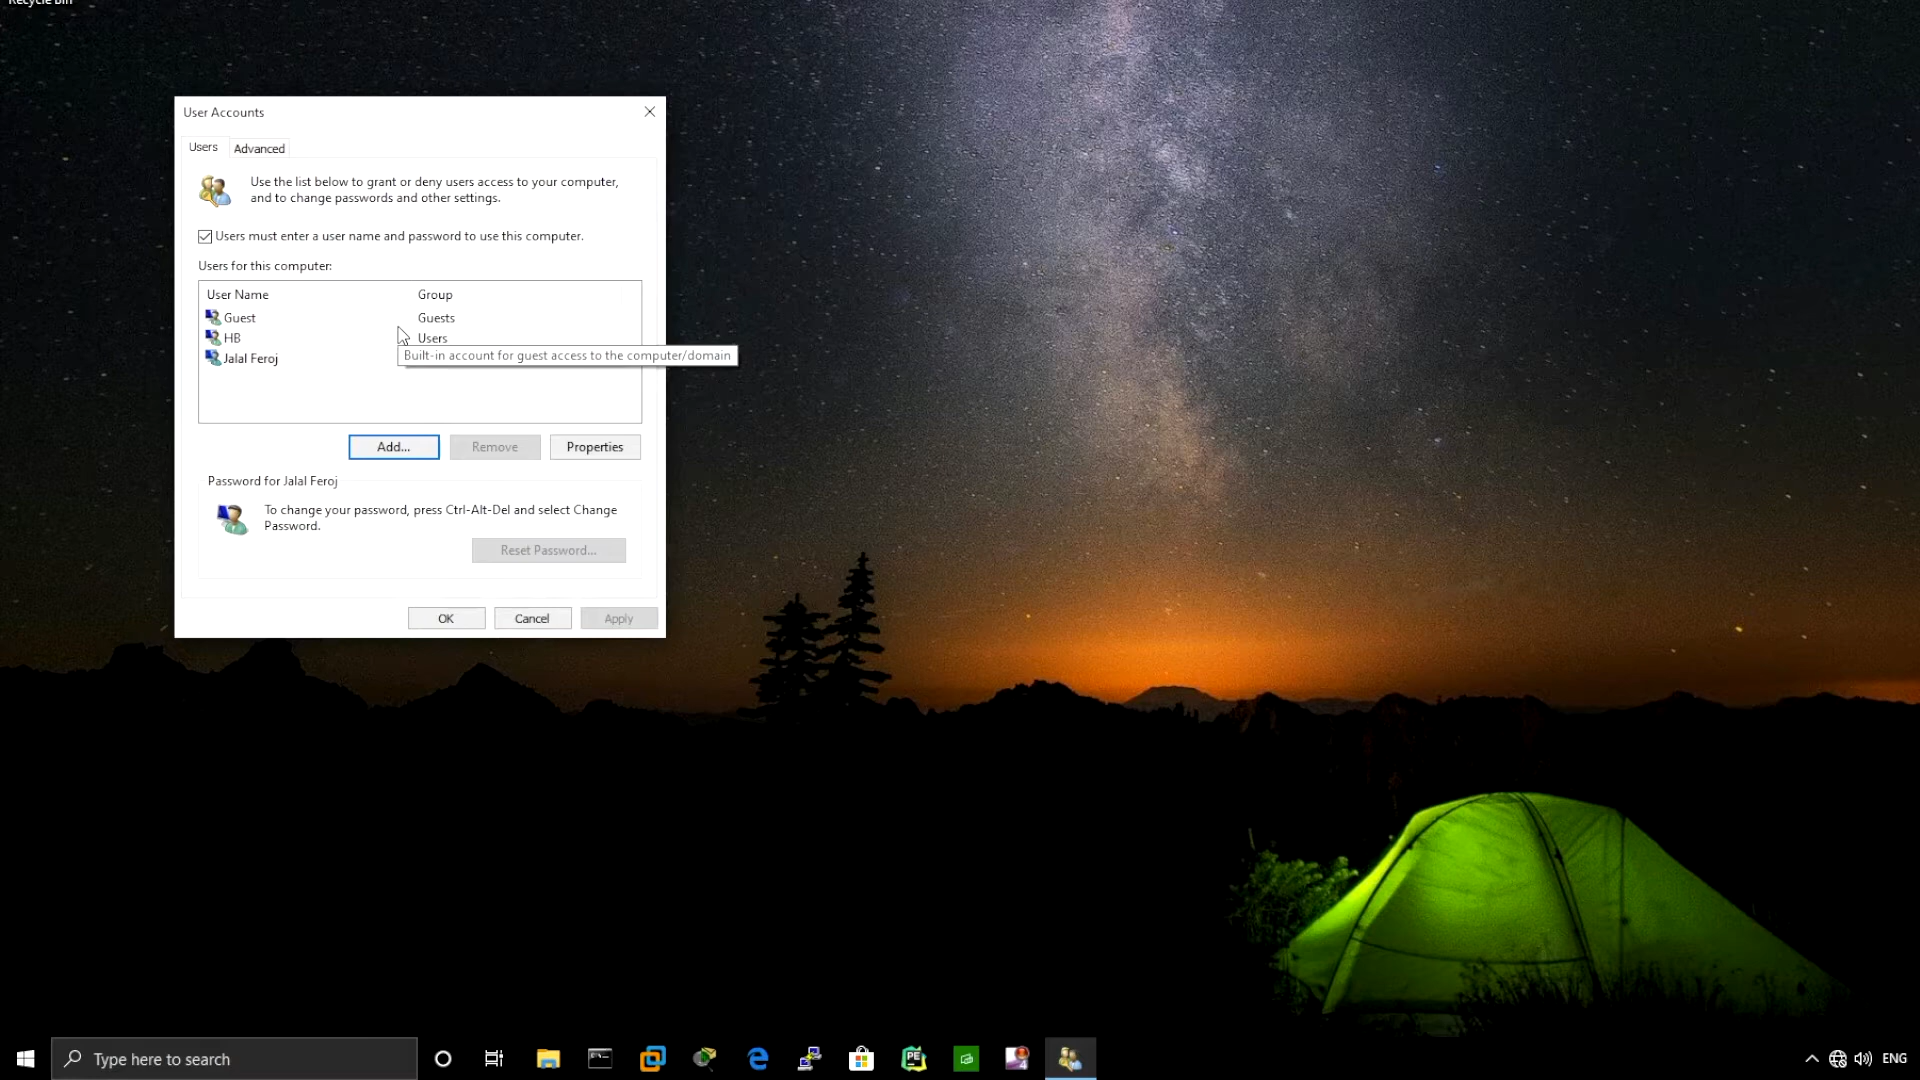 Recycle Bin
User Accounts
Users
Advanced
Use the list below to grant or deny users access to your computer,
and to change passwords and other settings.
Users must enter a user name and password to use this computer.
Users for this computer:
User Name Group
Guest Guests
HB Users
Jalal Feroj
Built-in account for guest access to the computer/domain
Add... Remove Properties
Password for Jalal Feroj
To change your password, press Ctrl-Alt-Del and select Change
Password.
Reset Password...
OK Cancel Apply
Type here to search
PE
4
ENG